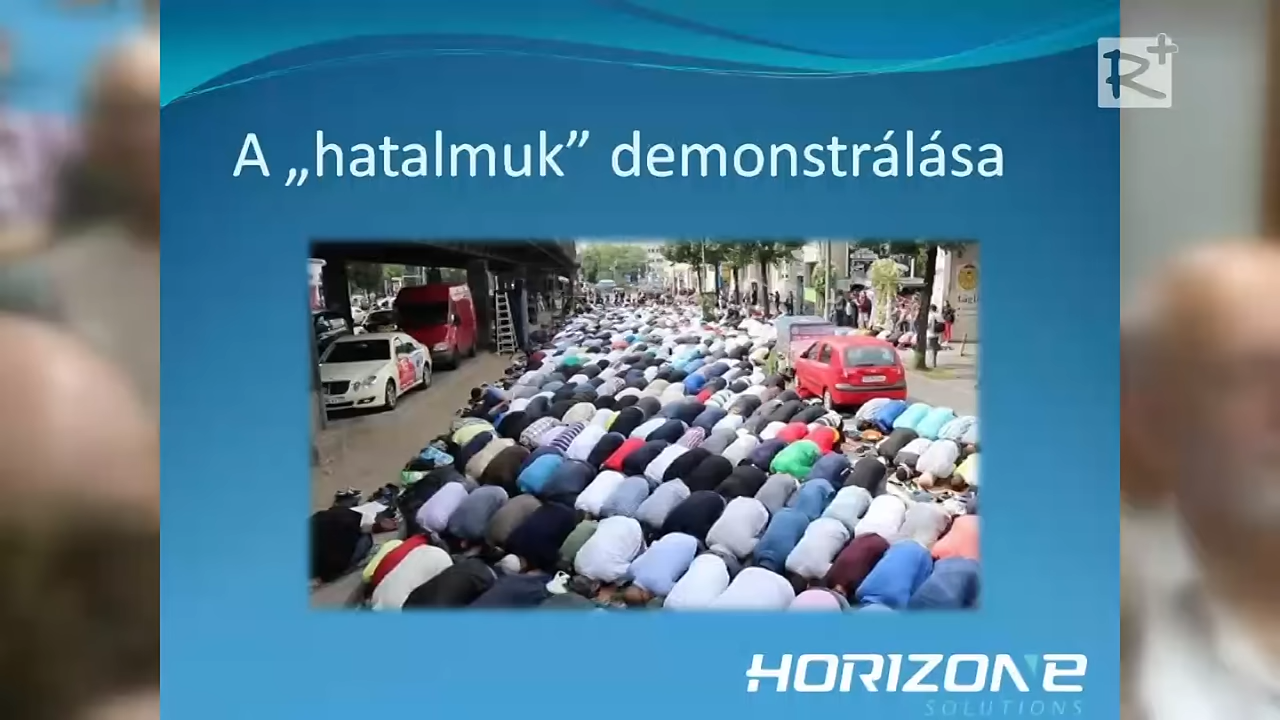 R+
A „hatalmuk” demonstrálása
HORIZON2
SOLUTIONS